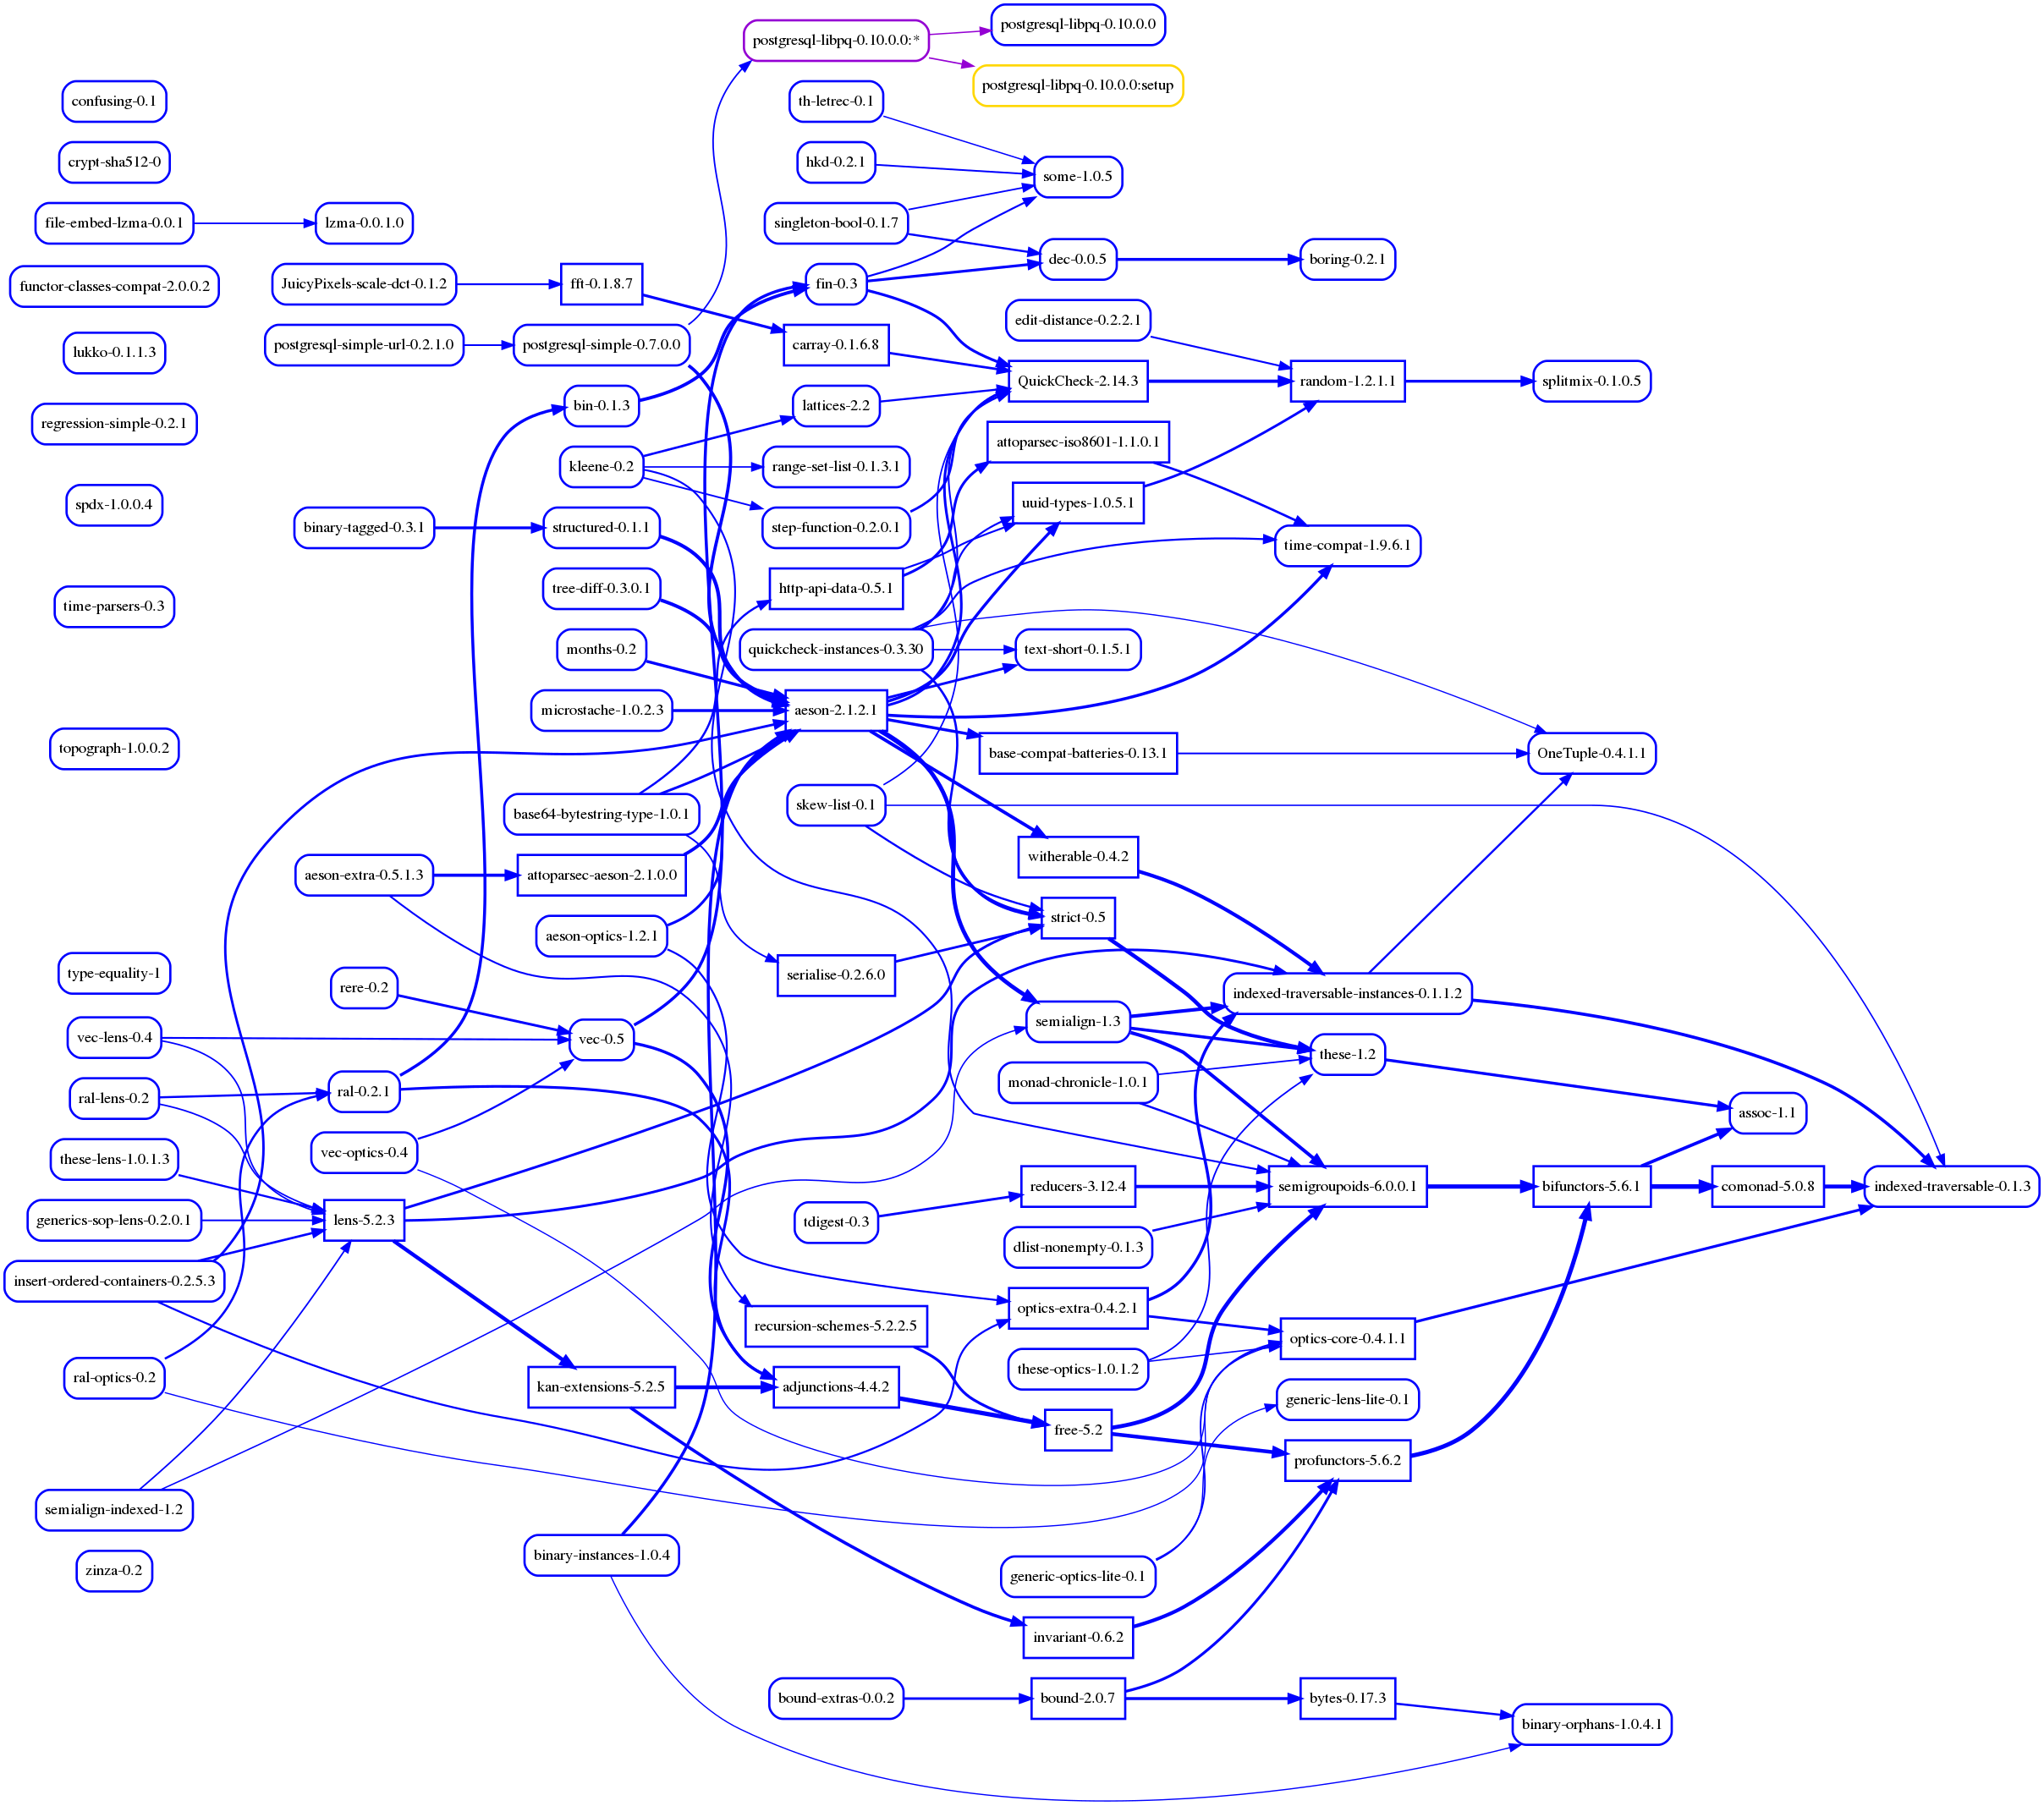 postgresql-libpq-0.10.0.0:*
postgresql-libpq-0.10.0.0
postgresql-libpq-0.10.0.0:setup
confusing-0.1
th-letrec-0.1
crypt-sha512-0
hkd-0.2.1
some-1.0.5
file-embed-lzma-0.0.1
lzma-0.0.1.0
singleton-bool-0.1.7
dec-0.0.5
boring-0.2.1
functor-classes-compat-2.0.0.2
JuicyPixels-scale-dct-0.1.2
fft-0.1.8.7
fin-0.3
edit-distance-0.2.2.1
lukko-0.1.1.3
postgresql-simple-url-0.2.1.0
postgresql-simple-0.7.0.0
carray-0.1.6.8
QuickCheck-2.14.3
random-1.2.1.1
splitmix-0.1.0.5
regression-simple-0.2.1
bin-0.1.3
lattices-2.2
attoparsec-iso8601-1.1.0.1
kleene-0.2
range-set-list-0.1.3.1
spdx-1.0.0.4
uuid-types-1.0.5.1
binary-tagged-0.3.1
structured-0.1.1
step-function-0.2.0.1
time-compat-1.9.6.1
tree-diff-0.3.0.1
http-api-data-0.5.1
time-parsers-0.3
months-0.2
quickcheck-instances-0.3.30
text-short-0.1.5.1
microstache-1.0.2.3
aeson-2.1.2.1
topograph-1.0.0.2
base-compat-batteries-0.13.1
OneTuple-0.4.1.1
base64-bytestring-type-1.0.1
skew-list-0.1
witherable-0.4.2
aeson-extra-0.5.1.3
attoparsec-aeson-2.1.0.0
strict-0.5
aeson-optics-1.2.1
type-equality-1
serialise-0.2.6.0
rere-0.2
indexed-traversable-instances-0.1.1.2
semialign-1.3
vec-lens-0.4
vec-0.5
these-1.2
monad-chronicle-1.0.1
ral-lens-0.2
ral-0.2.1
assoc-1.1
these-lens-1.0.1.3
vec-optics-0.4
reducers-3.12.4
semigroupoids-6.0.0.1
bifunctors-5.6.1
comonad-5.0.8
indexed-traversable-0.1.3
generics-sop-lens-0.2.0.1
lens-5.2.3
tdigest-0.3
dlist-nonempty-0.1.3
insert-ordered-containers-0.2.5.3
optics-extra-0.4.2.1
recursion-schemes-5.2.2.5
optics-core-0.4.1.1
these-optics-1.0.1.2
ral-optics-0.2
kan-extensions-5.2.5
adjunctions-4.4.2
generic-lens-lite-0.1
free-5.2
profunctors-5.6.2
semialign-indexed-1.2
binary-instances-1.0.4
zinza-0.2
generic-optics-lite-0.1
invariant-0.6.2
bound-extras-0.0.2
bound-2.0.7
bytes-0.17.3
binary-orphans-1.0.4.1